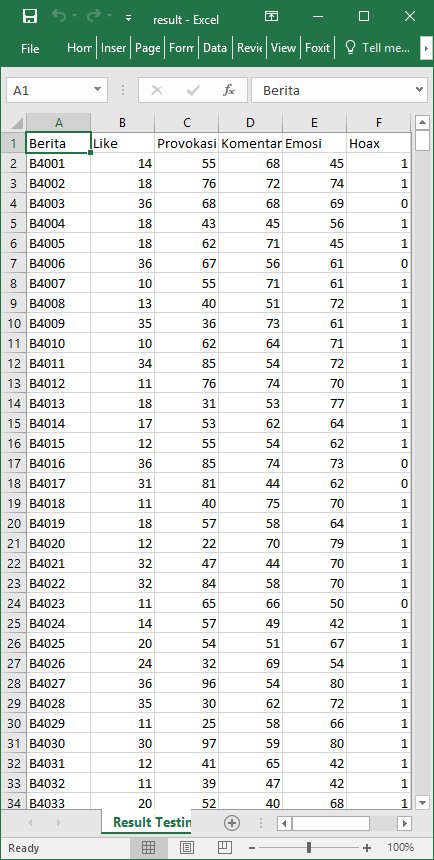 result - Excel
File Hom Inser Page Forn Data Revie View Foxit Tell me...
A1 fx Berita
A B C D E F
1 Berita Like Provokasi Komentar Emosi Hoax
2 B4001 14 55 68 45 1
3 B4002 18 76 72 74 1
4 B4003 36 68 68 69 0
5 B4004 18 43 45 56 1
6 B4005 18 62 71 45 1
7 B4006 36 67 56 61 0
8 B4007 10 55 71 61 1
9 B4008 13 40 51 72 1
10 B4009 35 36 73 61 1
11 B4010 10 62 64 71 1
12 B4011 34 85 54 72 1
13 B4012 11 76 74 70 1
14 B4013 18 31 53 77 1
15 B4014 17 53 62 64 1
16 B4015 12 55 54 62 1
17 B4016 36 85 74 73 0
18 B4017 31 81 44 62 0
19 B4018 11 40 75 70 1
20 B4019 18 57 58 64 1
21 B4020 12 22 70 79 1
22 B4021 32 47 44 70 1
23 B4022 32 84 58 70 1
24 B4023 11 65 66 50 0
25 B4024 14 57 49 42 1
26 B4025 20 54 51 67 1
27 B4026 24 32 69 54 1
28 B4027 36 96 54 80 1
29 B4028 35 30 62 72 1
30 B4029 11 25 58 66 1
31 B4030 30 97 59 80 1
32 B4031 12 41 65 42 1
33 B4032 11 39 47 42 1
34 B4033 20 52 40 68 1
Result Testin
Ready 100%